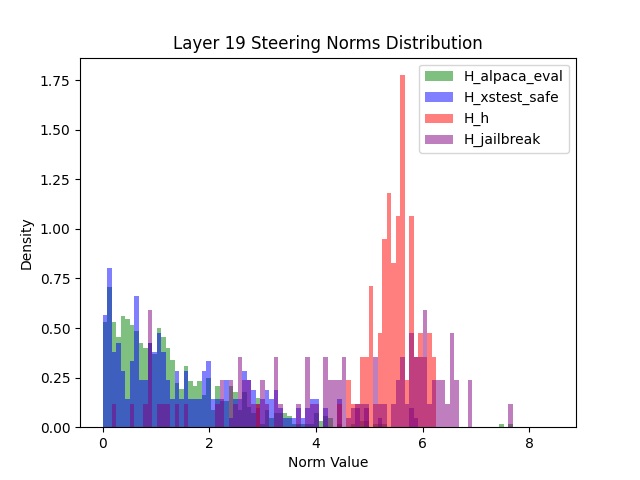 Layer 19 Steering Norms Distribution
H_alpaca_eval
H_xstest_safe
H_h
H_jailbreak
Density
1.75
1.50
1.25
1.00
0.75
0.50
0.25
0.00
0 2 4 6 8
Norm Value